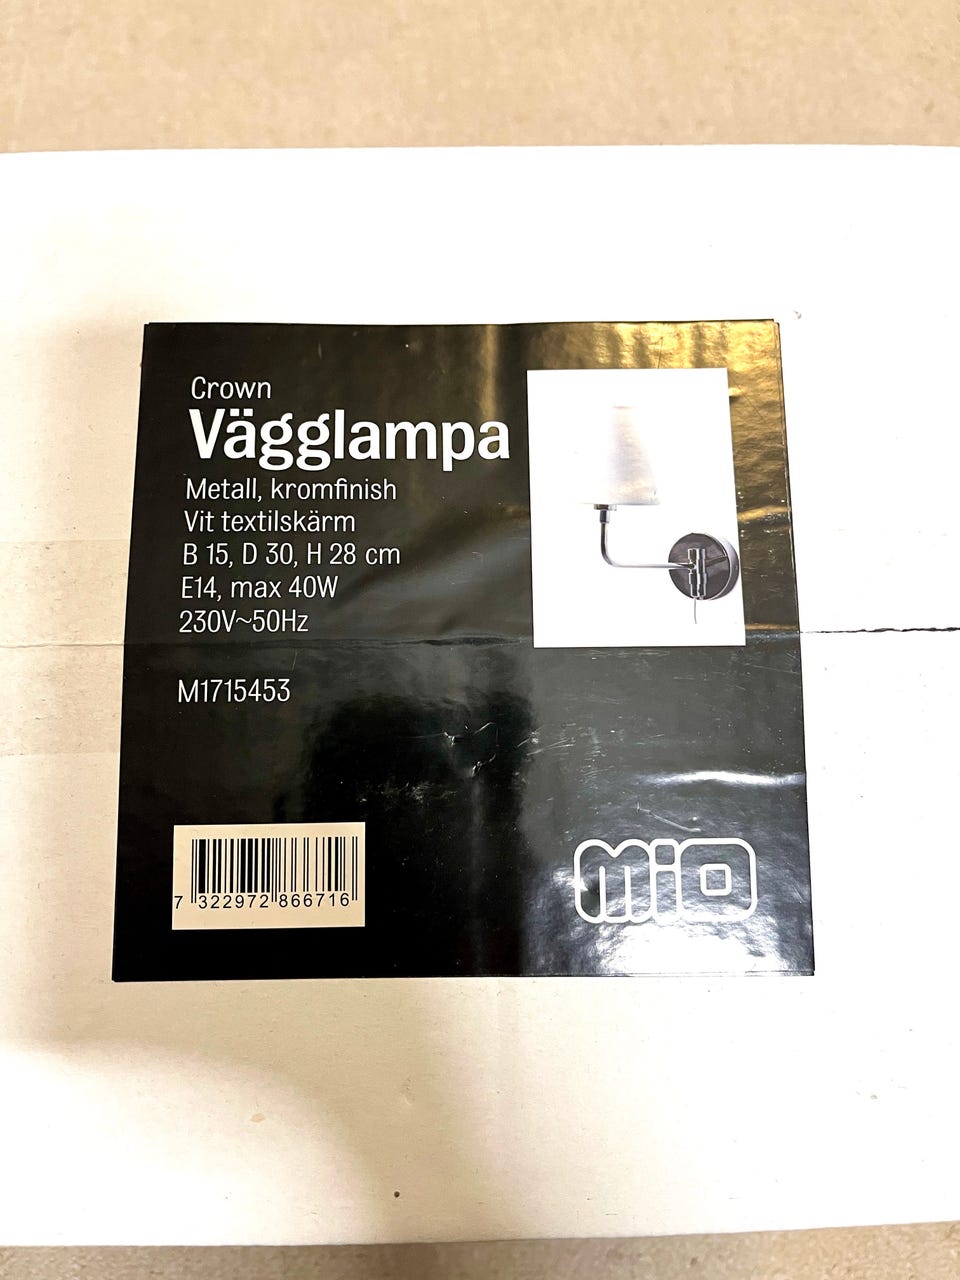 Crown
Vägglampa
Metall, kromfinish
Vit textilskärm
B 15, D 30, H 28 cm
E14, max 40W
230V~50Hz
M1715453
7 322972 866716
mio